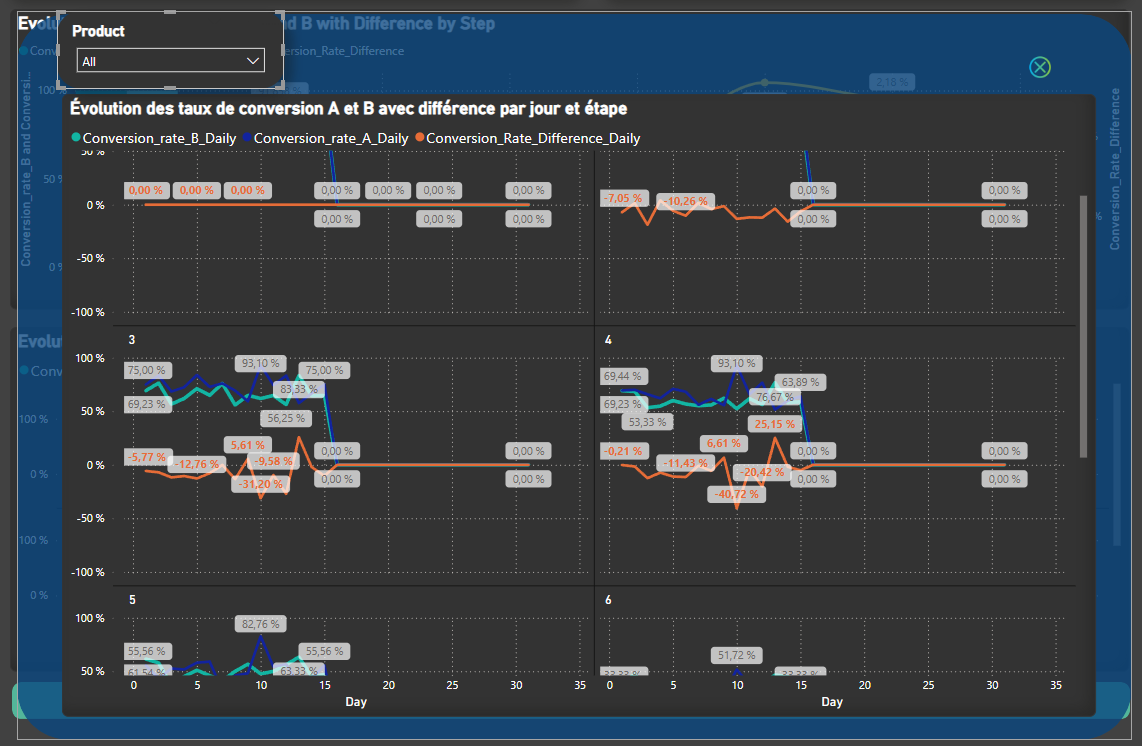 Evolu
d B with Difference by Step
Product
All
Conv
ersion_Rate_Difference
100 %
2,18 %
Conversion_rate_B and Conversi...
Conversion_Rate_Difference
50 %
0 %
%
Évolution des taux de conversion A et B avec différence par jour et étape
Conversion_rate_B_Daily Conversion_rate_A_Daily Conversion_Rate_Difference_Daily
50 %
0,00 % 0,00 % 0,00 % 0,00 % 0,00 % 0,00 % 0,00 %
-7,05 % -10,26 % 0,00 % 0,00 %
0 %
0,00 % 0,00 % 0,00 %
0,00 % 0,00 %
-50 %
-100 %
Evolu
Conv
100 %
0 %
100 %
0 %
3
100 %
75,00 % 93,10 % 75,00 %
83,33 %
69,23 %
56,25 %
50 %
5,61 %
-5,77 % -12,76 % -9,58 % 0,00 % 0,00 %
0 %
-31,20 % 0,00 % 0,00 %
-50 %
-100 %
4
93,10 %
69,44 % 63,89 %
76,67 %
69,23 %
53,33 % 25,15 %
6,61 %
-0,21 % -11,43 % -20,42 % 0,00 % 0,00 %
-40,72 % 0,00 % 0,00 %
5
100 %
82,76 %
55,56 % 55,56 %
50 %
61,54 % 63,33 %
0 5 10 15 20 25 30 35
Day
6
51,72 %
33,33 % 33,33 %
0 5 10 15 20 25 30 35
Day